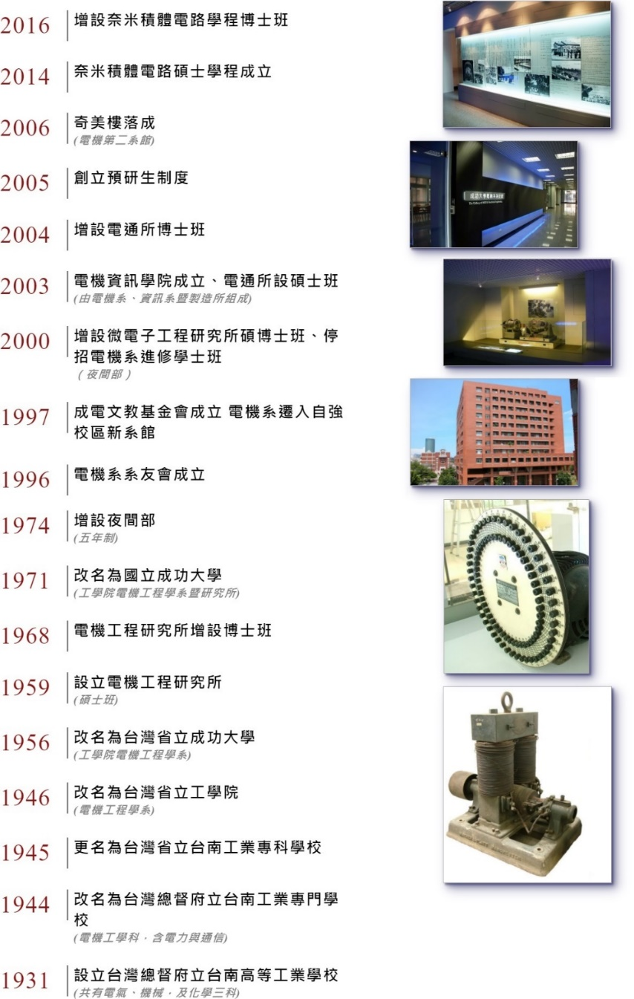 2016
增設奈米積體電路學程博士班
2014
奈米積體電路碩士學程成立
2006
奇美樓落成
(電機第二系館)
2005
創立預研生制度
2004
增設電通所博士班
2003
電機資訊學院成立、電通所設碩士班
(由電機系、資訊系暨製造所組成)
2000
增設微電子工程研究所碩博士班、停
招電機系進修學士班
(夜間部)
1997
成電文教基金會成立 電機系遷入自強
校區新系館
1996
電機系系友會成立
1974
增設夜間部
(五年制)
1971
改名為國立成功大學
(工學院電機工程學系暨研究所)
1968
電機工程研究所增設博士班
1959
設立電機工程研究所
(碩士班)
1956
改名為台灣省立成功大學
(工學院電機工程學系)
1946
改名為台灣省立工學院
(電機工程學系)
1945
更名為台灣省立台南工業專科學校
1944
改名為台灣總督府立台南工業專門學
校
(電機工學科．含電力與通信)
1931
設立台灣總督府立台南高等工業學校
(共有電氣、機械．及化學三科)